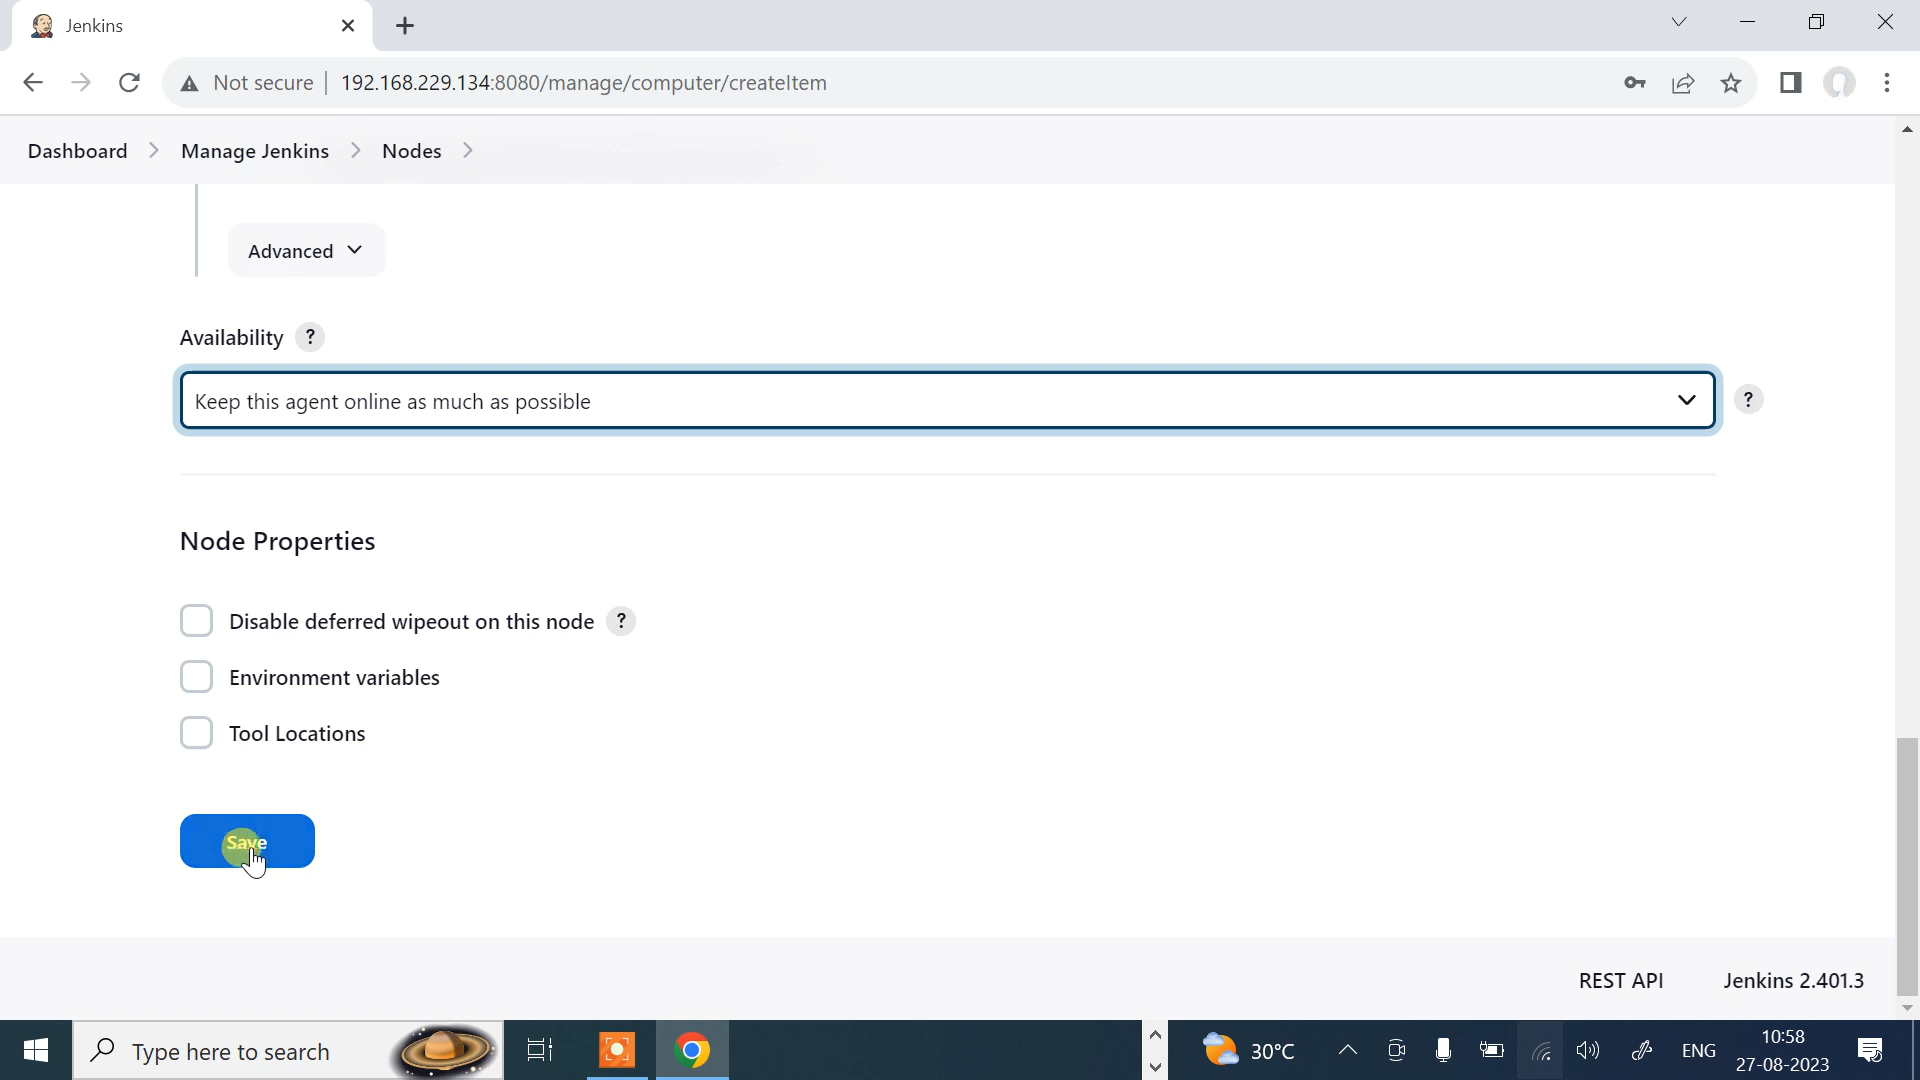 Jenkins
Not secure
192.168.229.134:8080/manage/computer/createItem
Dashboard
Manage Jenkins
Nodes
Advanced
Availability ?
Keep this agent online as much as possible
?
Node Properties
Disable deferred wipeout on this node ?
Environment variables
Tool Locations
Save
REST API
Jenkins 2.401.3
Type here to search
30°C
ENG
10:58
27-08-2023